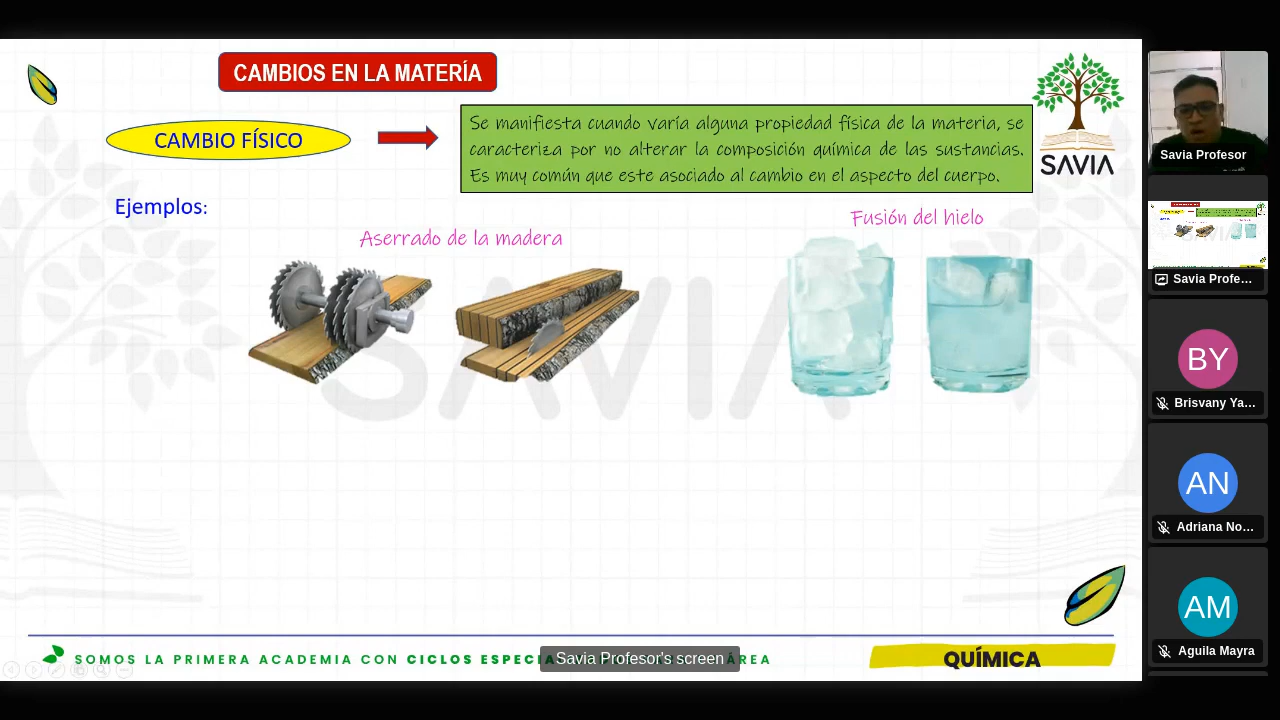 CAMBIOS EN LA MATERÍA
CAMBIO FÍSICO
Se manifiesta cuando varía alguna propiedad física de la materia, se
caracteriza por no alterar la composición química de las sustancias.
Es muy común que este asociado al cambio en el aspecto del cuerpo.
SAVIA
Ejemplos:
Aserrado de la madera
Fusión del hielo
SAVIA
SOMOS LA PRIMERA ACADEMIA CON CICLOS
Savia Profesor's screen
QUÍMICA
Savia Profesor
Savia Profe...
BY
Brisvany Ya...
AN
Adriana No...
AM
Aguila Mayra